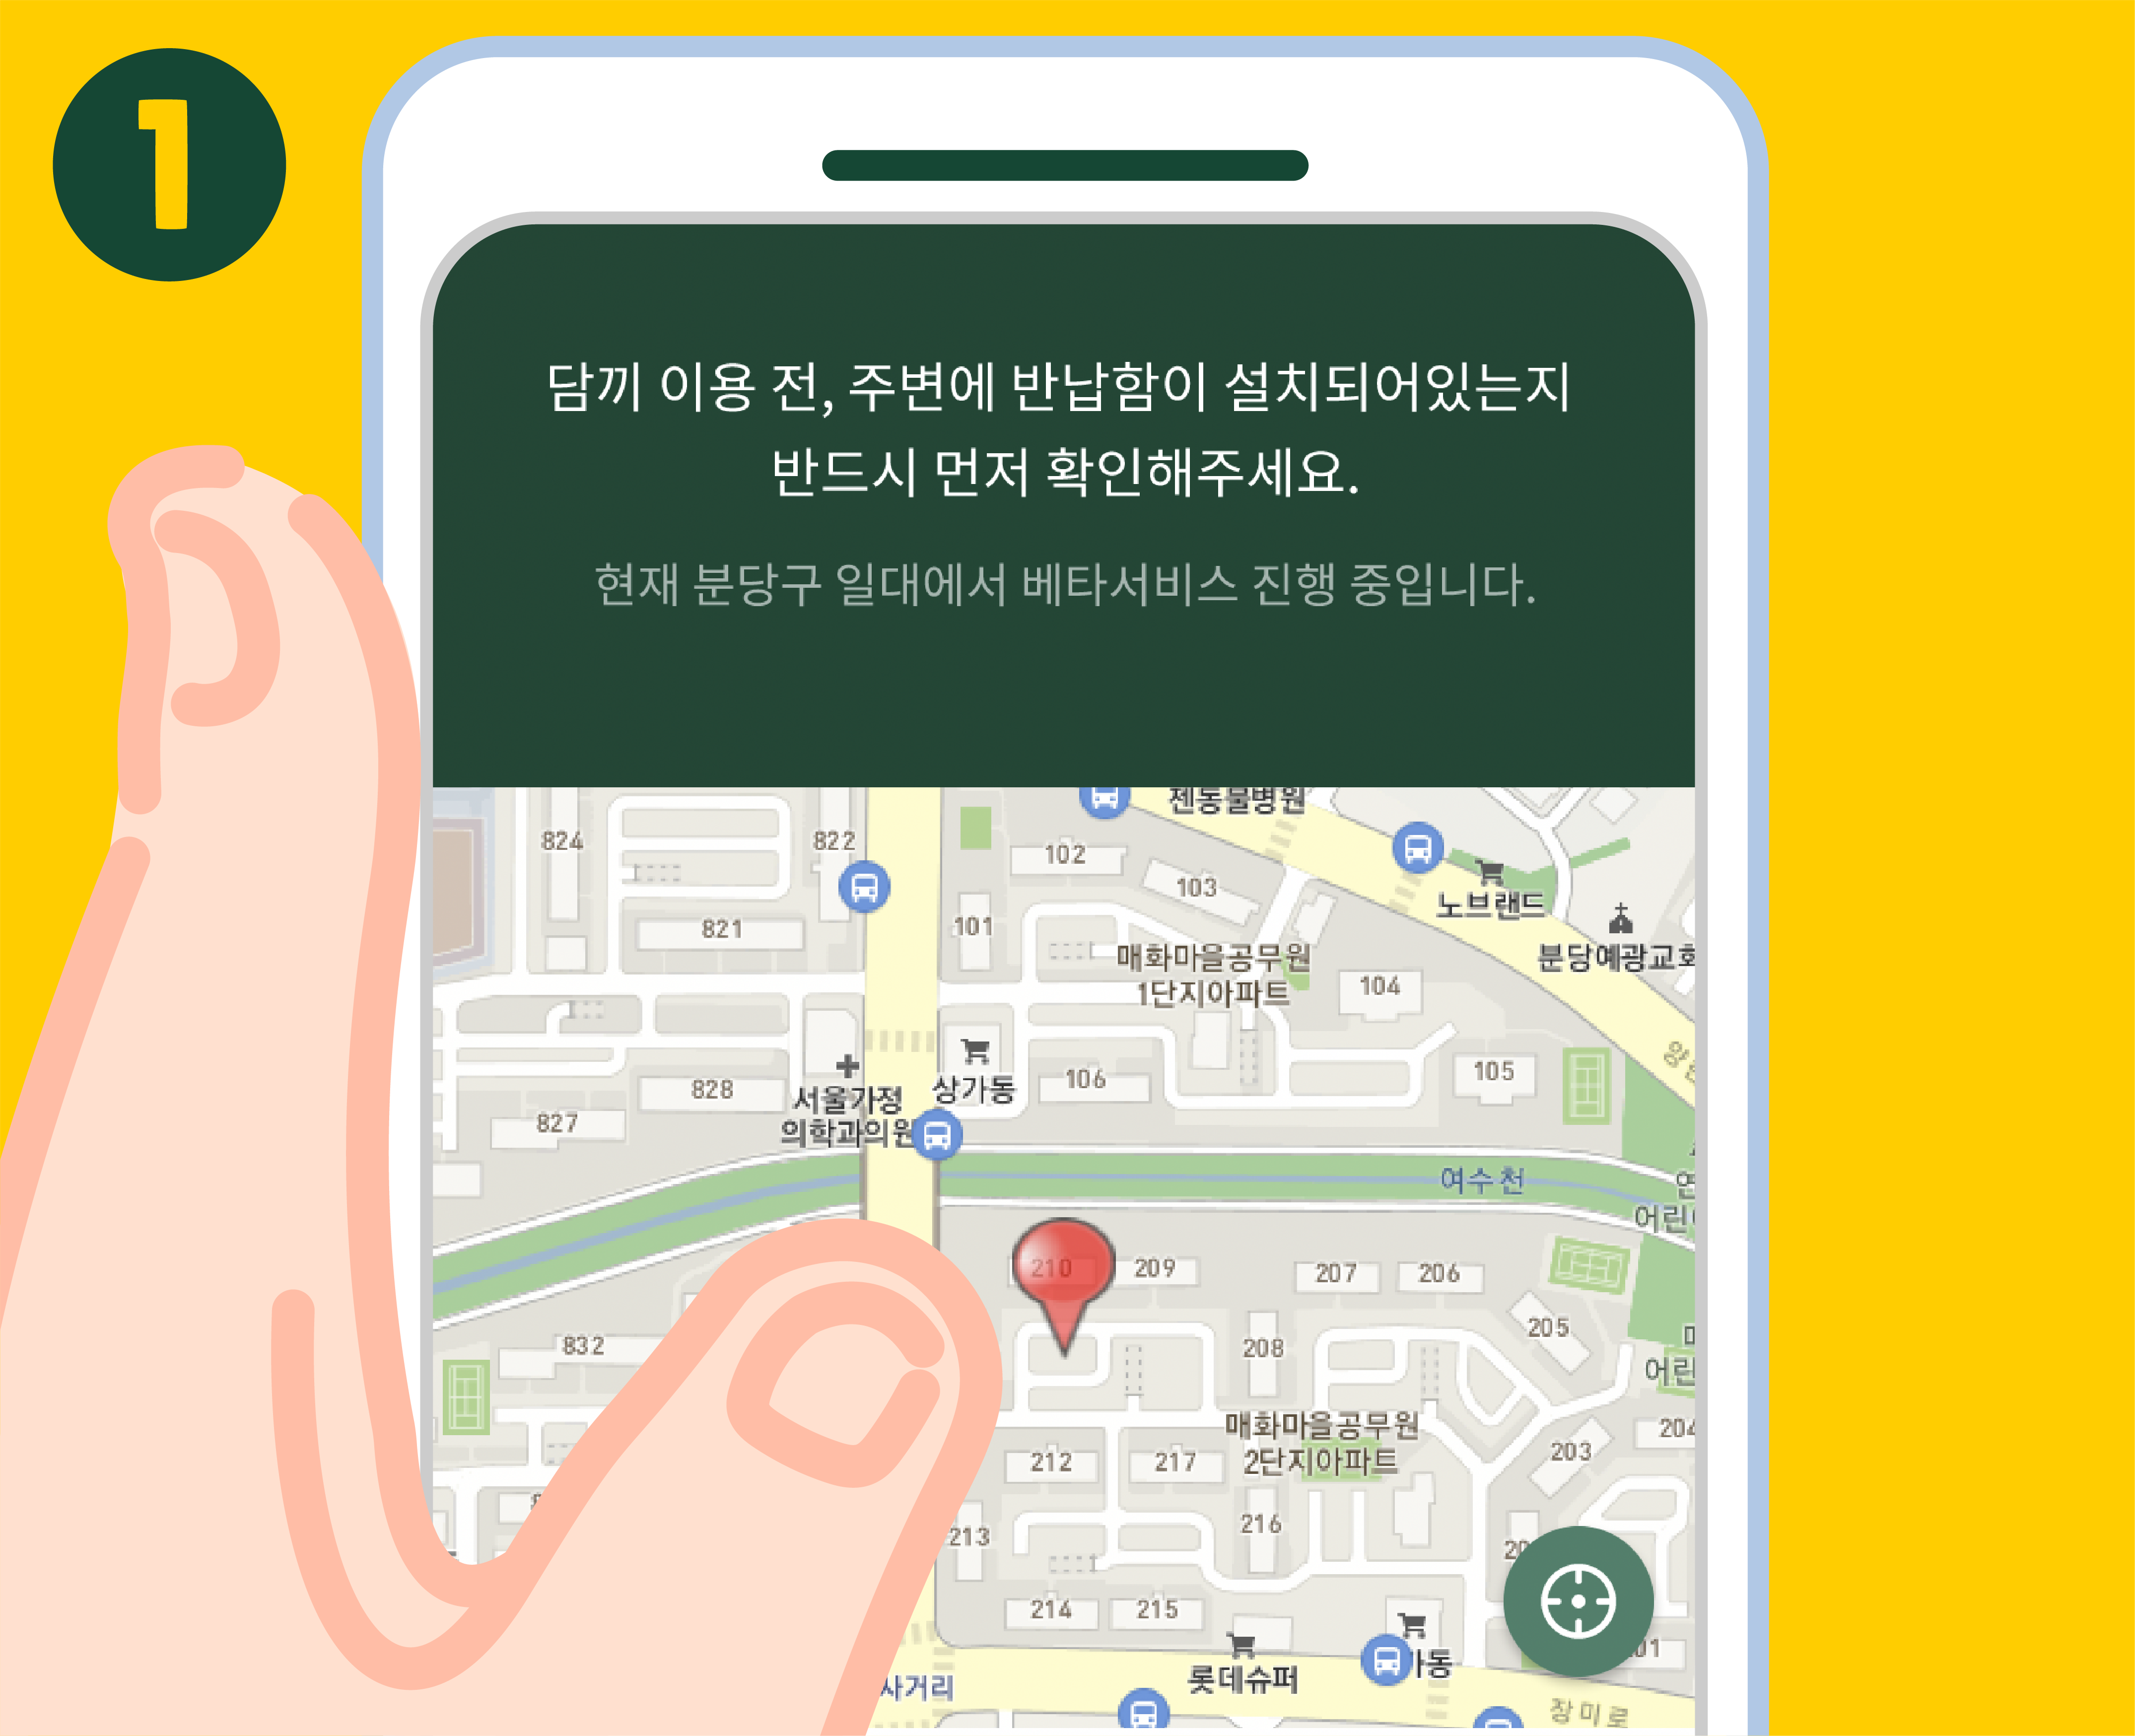 1
담끼 이용 전, 주변에 반납함이 설치되어있는지
반드시 먼저 확인해주세요.
현재 분당구 일대에서 베타서비스 진행 중입니다.
젠동물병원
824
822
102
103
노브랜드
821
101
분당예광교회
매화마을공무원
1단지아파트
104
105
106
상가동
828
서울가정
의학과의원
827
여수천
어린
210
209
207
206
205
208
832
어린
매화마을공무원
2단지아파트
204
203
212
217
216
213
214
215
롯데슈퍼
사거리
장미로